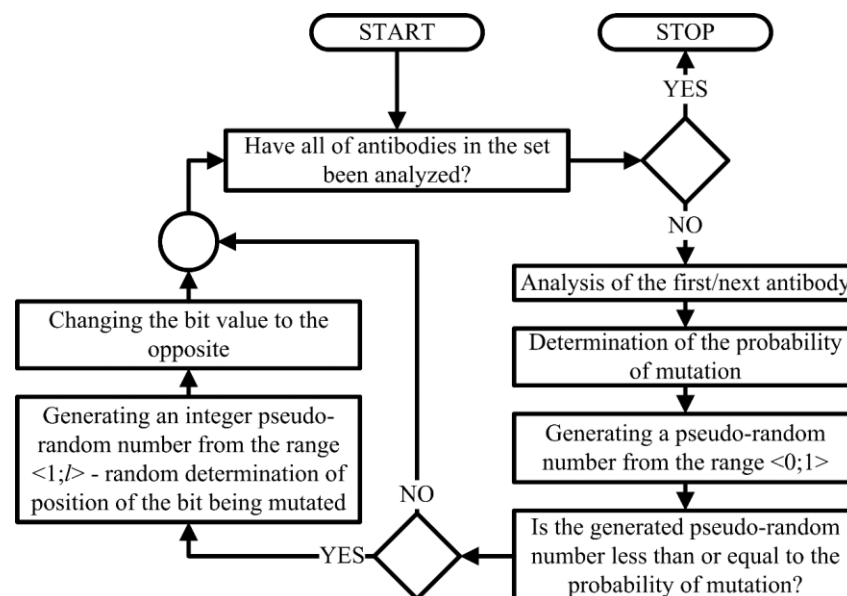 START
STOP
YES
Have all of antibodies in the set
been analyzed?
NO
Analysis of the first/next antibody
Determination of the probability
of mutation
Generating a pseudo-random
number from the range <0;1>
Is the generated pseudo-random
number less than or equal to the
probability of mutation?
NO
YES
Generating an integer pseudo-
random number from the range
<1;l> - random determination of
position of the bit being mutated
Changing the bit value to the
opposite